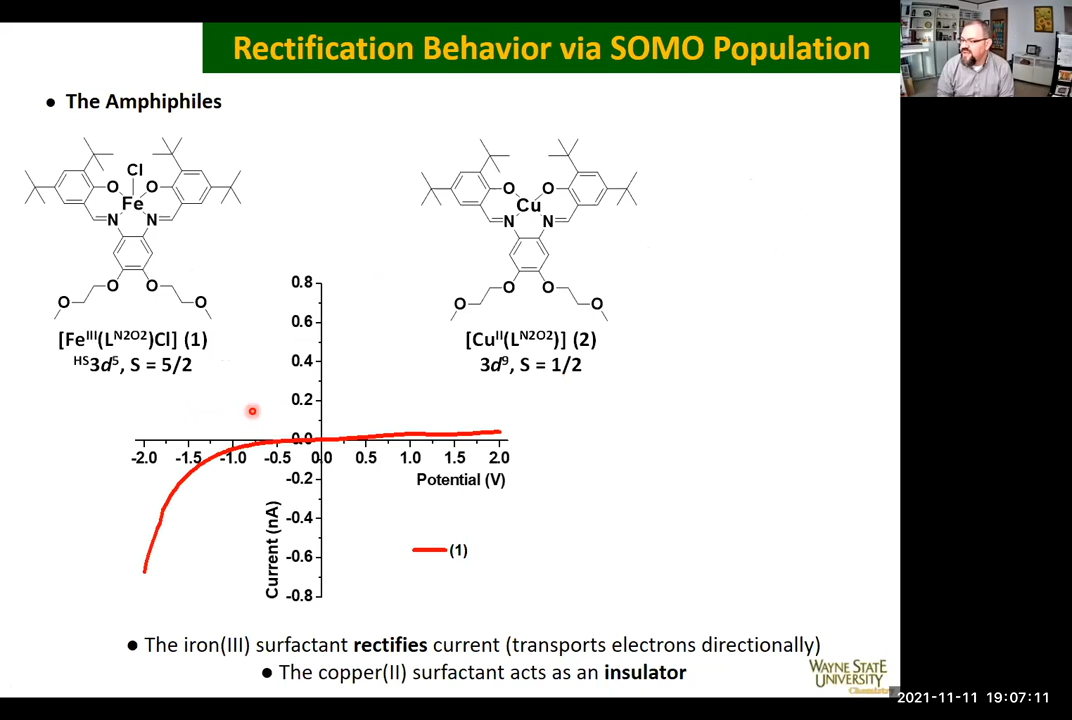 Rectification Behavior via SOMO Population
● The Amphiphiles
Cl
O O
Fe
N N
O O
O O
[Feᴵᴵᴵ(Lᴺ²ᴼ²)Cl] (1)
ᴴˢ3d⁵, S = 5/2
O O
Cu
N N
O O
O O
[Cuᴵᴵ(Lᴺ²ᴼ²)] (2)
3d⁹, S = 1/2
0.8
0.6
0.4
0.2
0.0
-2.0 -1.5 -1.0 -0.5 0.0 0.5 1.0 1.5 2.0
-0.2
-0.4
-0.6
-0.8
Potential (V)
Current (nA)
(1)
● The iron(III) surfactant rectifies current (transports electrons directionally)
● The copper(II) surfactant acts as an insulator
WAYNE STATE
UNIVERSITY
Chemistry
2021-11-11 19:07:11